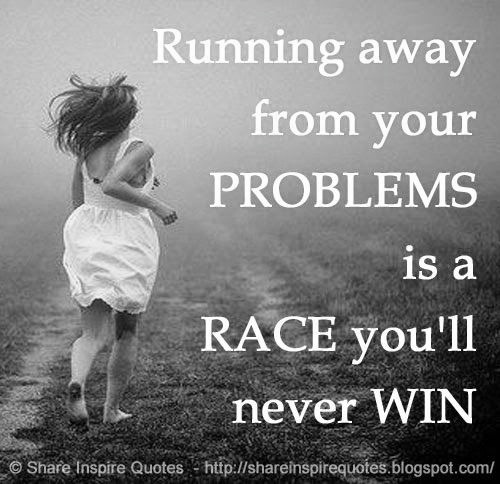 Running away
from your
PROBLEMS
is a
RACE you'll
never WIN
© Share Inspire Quotes - http://shareinspirequotes.blogspot.com/